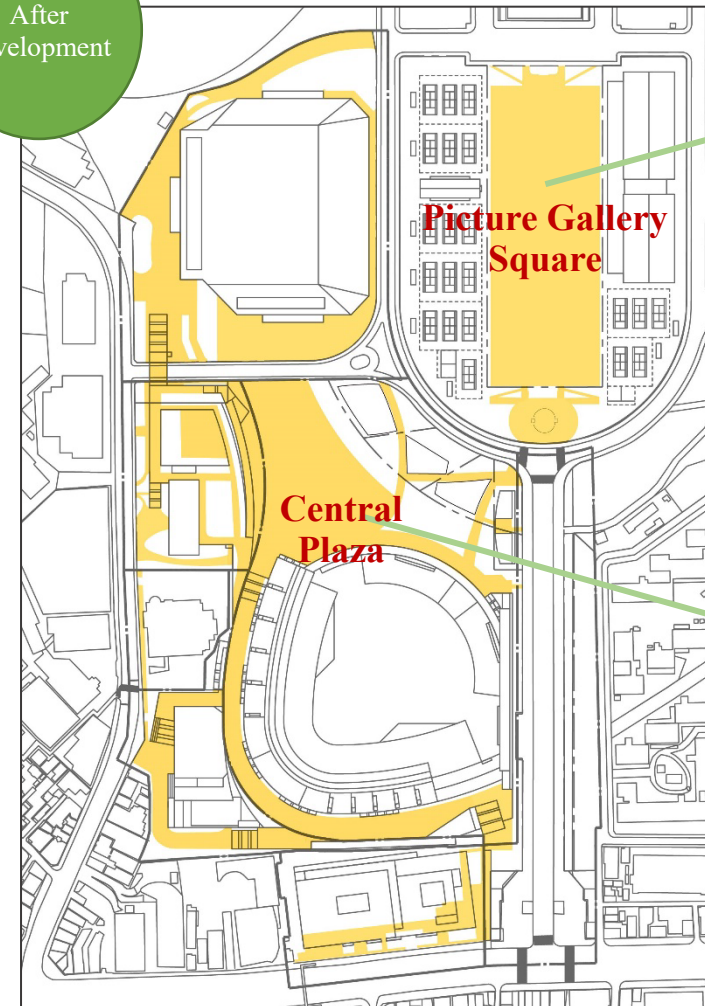 After
velopment
Picture Gallery
Square
Central
Plaza